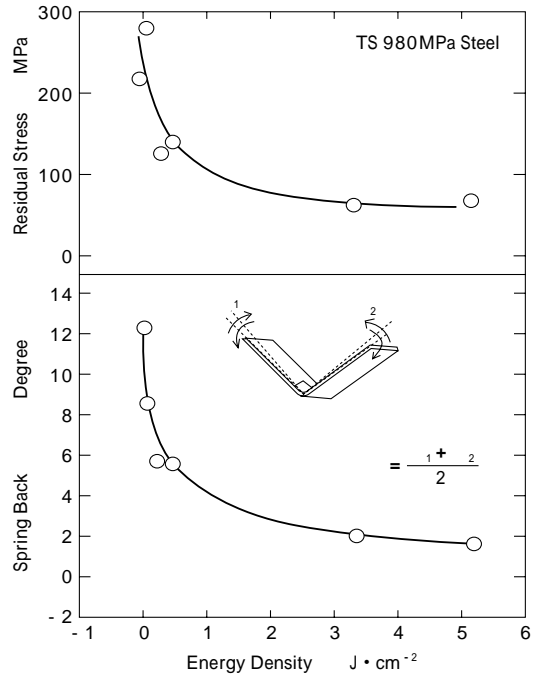 300
200
100
0
Residual Stress MPa
TS 980MPa Steel
14
12
10
8
6
4
2
0
- 2
Spring Back Degree
1
2
= 1 + 2
2
- 1 0 1 2 3 4 5 6
Energy Density J・cm-2